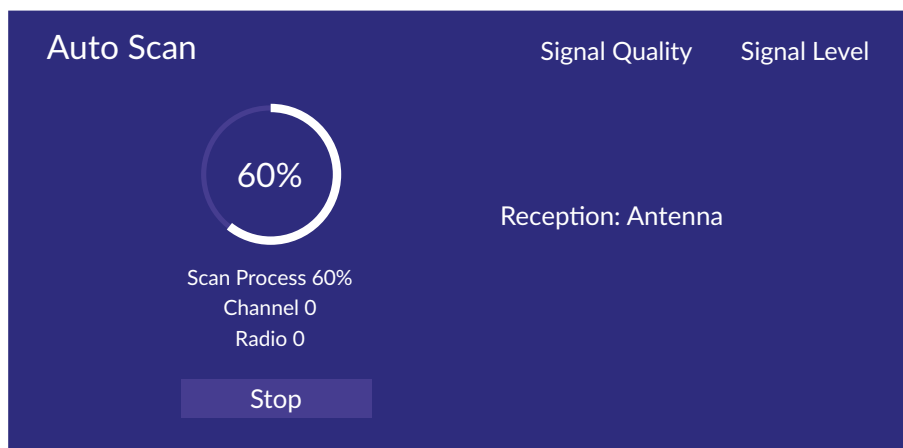 Auto Scan
Signal Quality Signal Level
60%
Reception: Antenna
Scan Process 60%
Channel 0
Radio 0
Stop